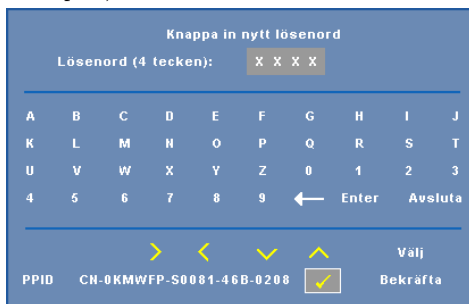 Knappa in nytt lösenord
Lösenord (4 tecken): X X X X
A B C D E F G H I J
K L M N O P Q R S T
U V W X Y Z 0 1 2 3
4 5 6 7 8 9 ← Enter Avsluta
Välj
PPID CN-0KMWFP-S0081-46B-0208 Bekräfta